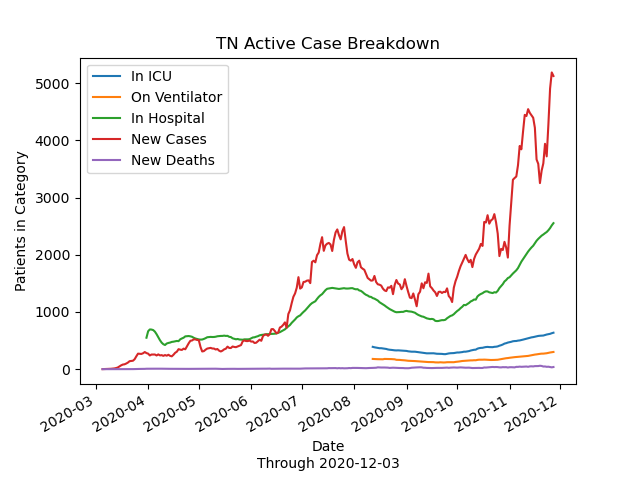 TN Active Case Breakdown
In ICU
On Ventilator
In Hospital
New Cases
New Deaths
Patients in Category
5000
4000
3000
2000
1000
0
2020-03
2020-04
2020-05
2020-06
2020-07
2020-08
2020-09
2020-10
2020-11
2020-12
Date
Through 2020-12-03